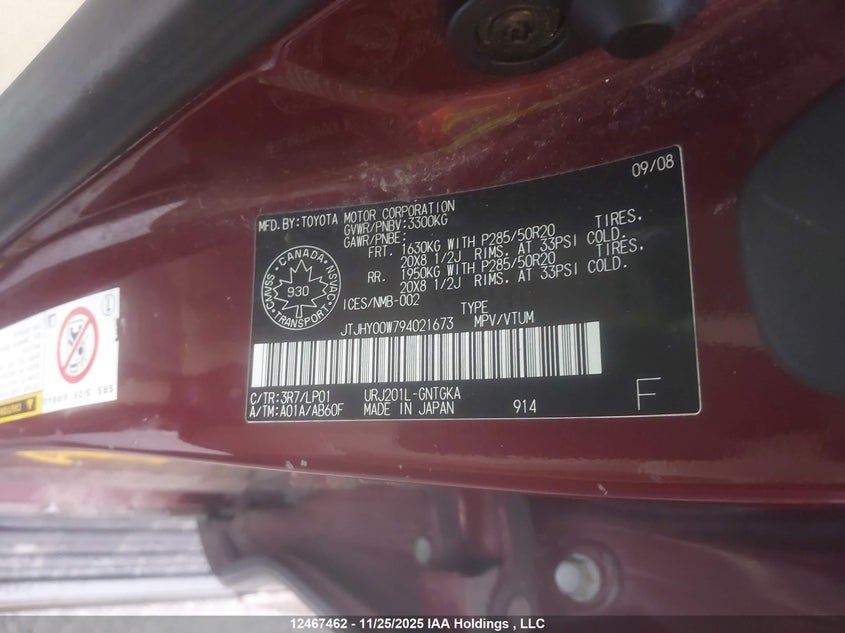 09/08
MFD.BY:TOYOTA MOTOR CORPORATION
GVWR/PNBV:3300KG
GAWR/PNBE:
FRT. 1630KG WITH P285/50R20 TIRES.
20X8 1/2J RIMS. AT 33PSI COLD.
RR. 1950KG WITH P285/50R20 TIRES.
20X8 1/2J RIMS. AT 33PSI COLD.
CANADA
CMVSS NSVAC
930
TRANSPORT
ICES/NMB-002 TYPE
JTJHY00W794021673 MPV/VTUM
C/TR:3R7/LP01 URJ201L-GNTGKA
A/TM:A01A/AB60F MADE IN JAPAN 914 F
SRS SIDE AIRBAG
12467462 - 11/25/2025 IAA Holdings , LLC